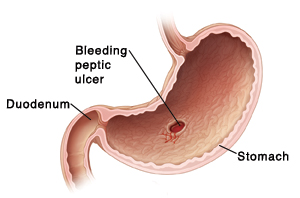 Bleeding
peptic
ulcer
Duodenum
Stomach